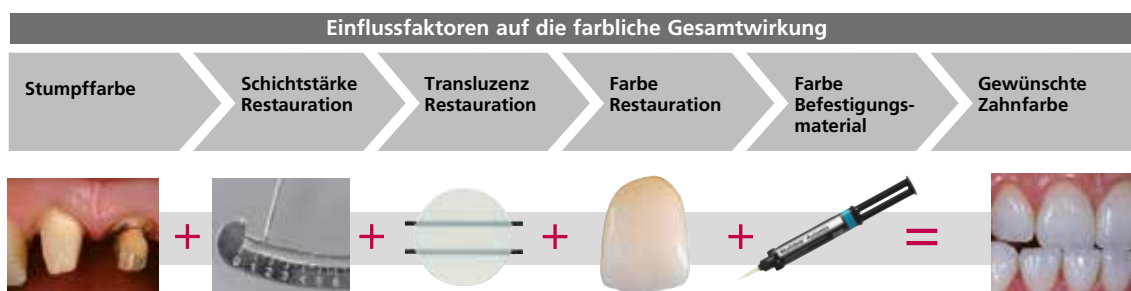 Einflussfaktoren auf die farbliche Gesamtwirkung
Stumpffarbe
Schichtstärke
Restauration
Transluzenz
Restauration
Farbe
Restauration
Farbe
Befestigungs-
material
Gewünschte
Zahnfarbe
+ + + + =